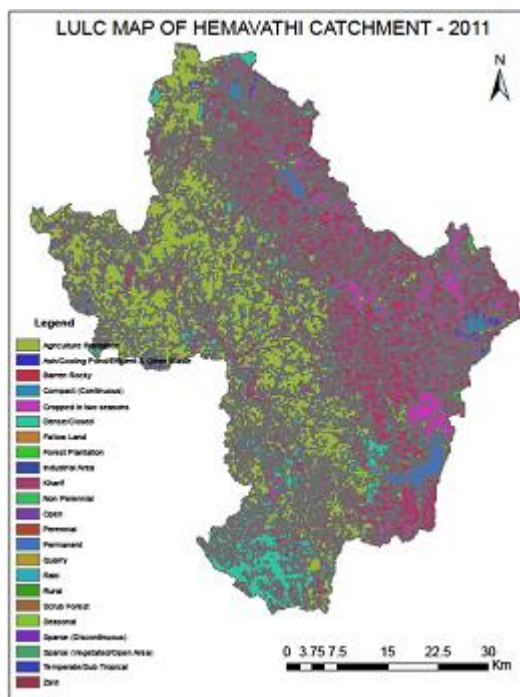 LULC MAP OF HEMAVATHI CATCHMENT - 2011
N
Legend
Agriculture Plantation
Ash/Cooling Pond/Effluent & Other Waste
Barren Rocky
Compact (Continuous)
Cropped in two seasons
Dense/Closed
Fallow Land
Forest Plantation
Industrial Area
Kharif
Non Perennial
Open
Perennial
Permanent
Quarry
Rabi
Rural
Scrub Forest
Seasonal
Sparse (Discontinuous)
Sparse (Vegetated/Open Area)
Temperate/Sub Tropical
Zaid
0 3.75 7.5 15 22.5 30
Km